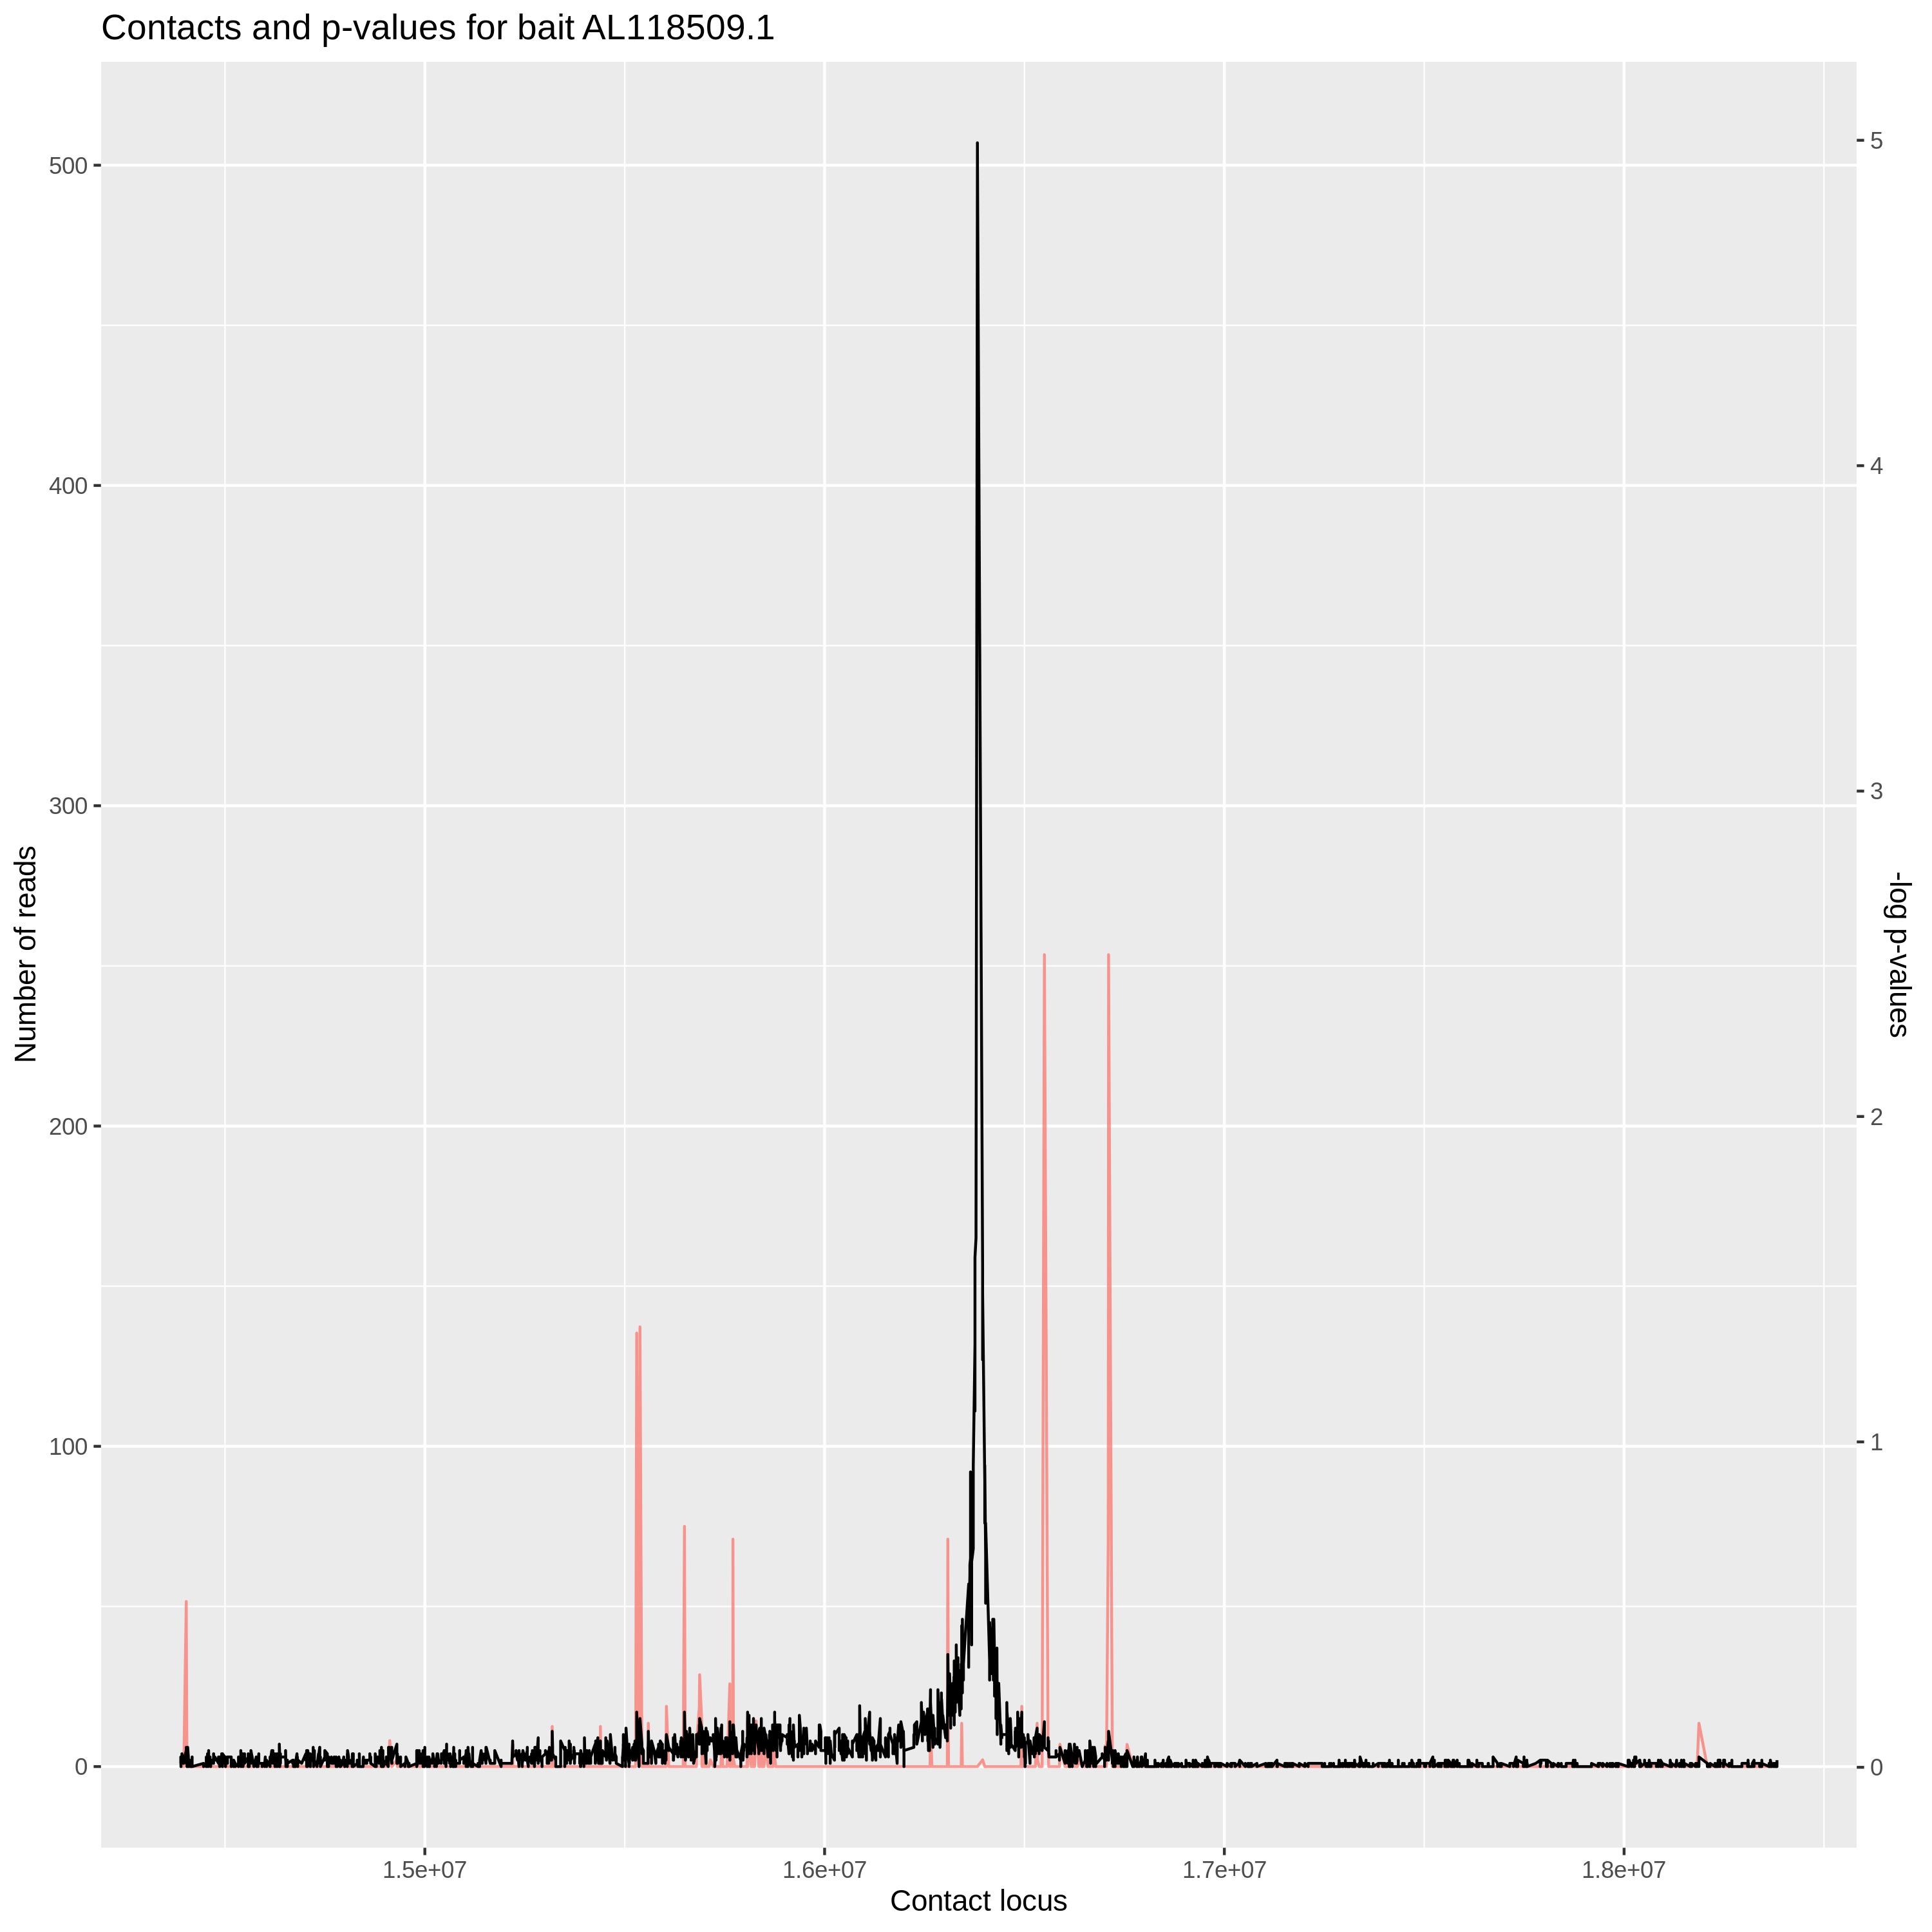 Contacts and p-values for bait AL118509.1
500
400
300
200
100
0
Number of reads
5
4
3
2
1
0
-log p-values
1.5e+07
1.6e+07
1.7e+07
1.8e+07
Contact locus